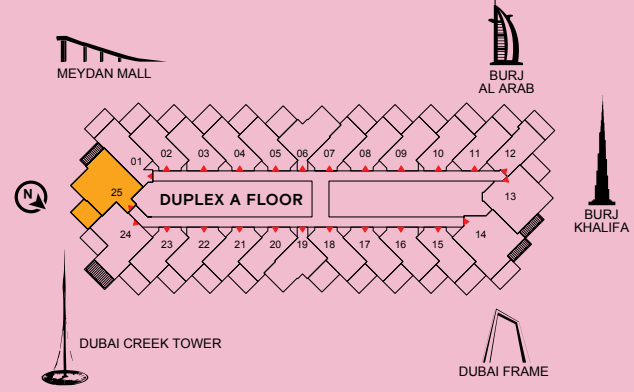 MEYDAN MALL
BURJ
AL ARAB
01 02 03 04 05 06 07 08 09 10 11 12
N
25
DUPLEX A FLOOR
13
BURJ
KHALIFA
24 23 22 21 20 19 18 17 16 15 14
DUBAI CREEK TOWER
DUBAI FRAME